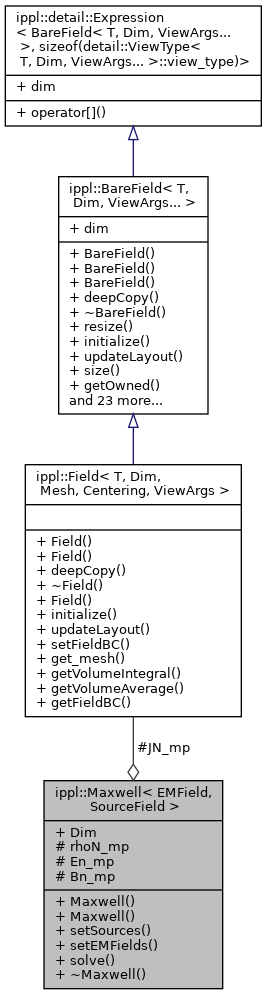 ippl::detail::Expression
< BareField< T, Dim, ViewArgs...
>, sizeof(detail::ViewType<
T, Dim, ViewArgs... >::view_type)>
+ dim
+ operator[]()
ippl::BareField< T,
Dim, ViewArgs... >
+ dim
+ BareField()
+ BareField()
+ BareField()
+ deepCopy()
+ ~BareField()
+ resize()
+ initialize()
+ updateLayout()
+ size()
+ getOwned()
and 23 more...
ippl::Field< T, Dim,
Mesh, Centering, ViewArgs >
+ Field()
+ Field()
+ deepCopy()
+ ~Field()
+ Field()
+ initialize()
+ updateLayout()
+ setFieldBC()
+ get_mesh()
+ getVolumeIntegral()
+ getVolumeAverage()
+ getFieldBC()
#JN_mp
ippl::Maxwell< EMField,
SourceField >
+ Dim
# rhoN_mp
# En_mp
# Bn_mp
+ Maxwell()
+ Maxwell()
+ setSources()
+ setEMFields()
+ solve()
+ ~Maxwell()